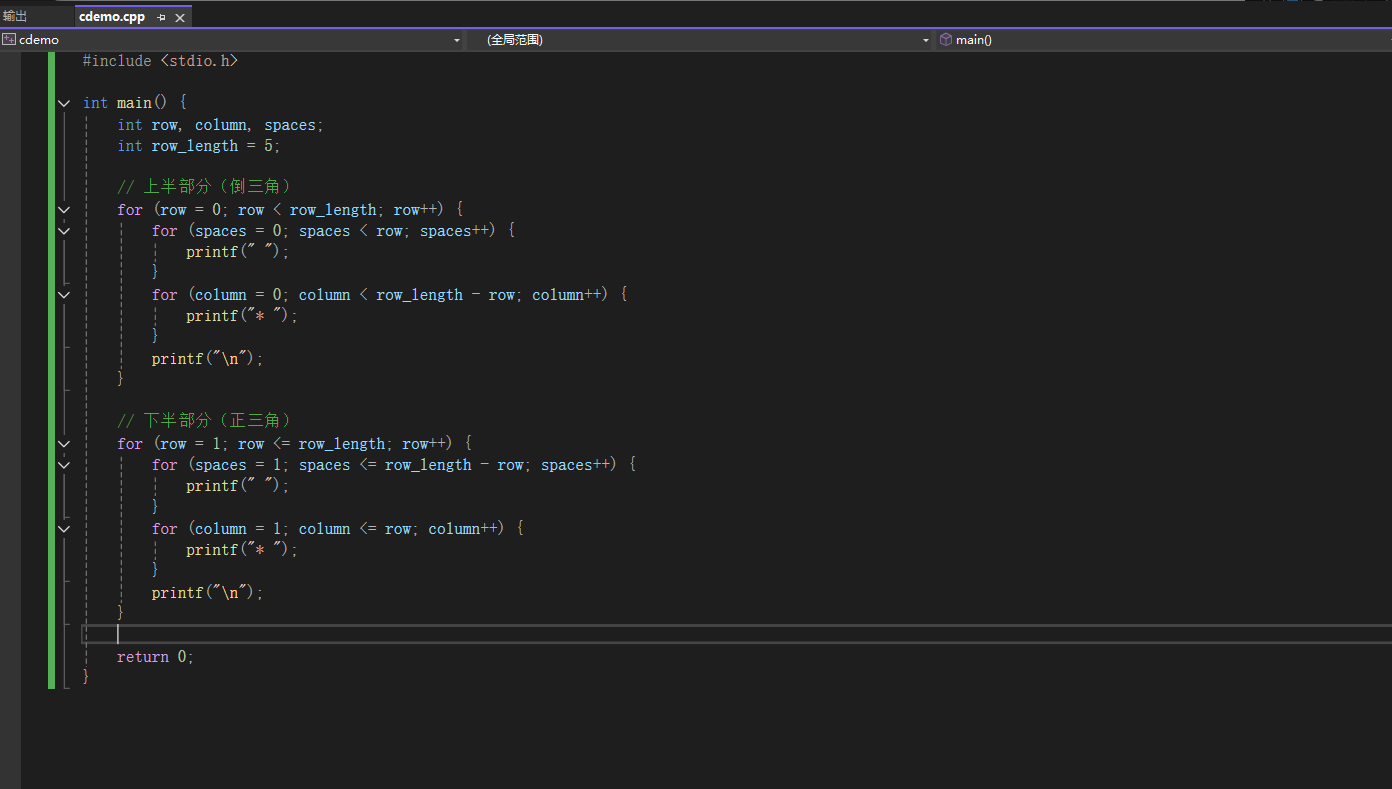 输出 cdemo.cpp
cdemo (全局范围) main()
#include <stdio.h>
int main() {
    int row, column, spaces;
    int row_length = 5;
    // 上半部分（倒三角）
    for (row = 0; row < row_length; row++) {
        for (spaces = 0; spaces < row; spaces++) {
            printf(" ");
        }
        for (column = 0; column < row_length - row; column++) {
            printf("* ");
        }
        printf("\n");
    }
    // 下半部分（正三角）
    for (row = 1; row <= row_length; row++) {
        for (spaces = 1; spaces <= row_length - row; spaces++) {
            printf(" ");
        }
        for (column = 1; column <= row; column++) {
            printf("* ");
        }
        printf("\n");
    }
    return 0;
}